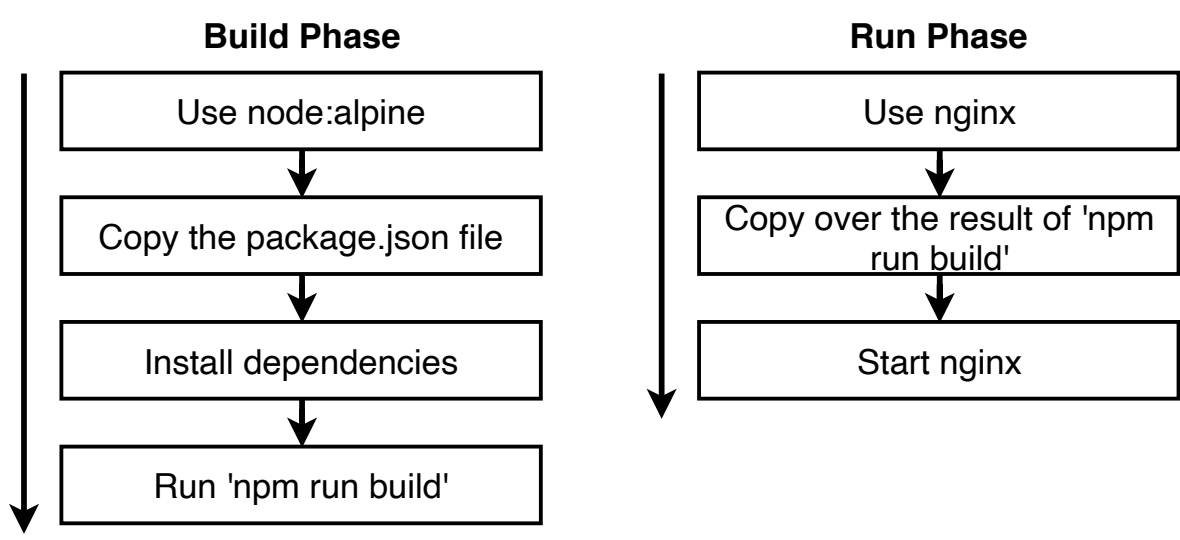 Build Phase
Use node:alpine
Copy the package.json file
Install dependencies
Run 'npm run build'
Run Phase
Use nginx
Copy over the result of 'npm
run build'
Start nginx